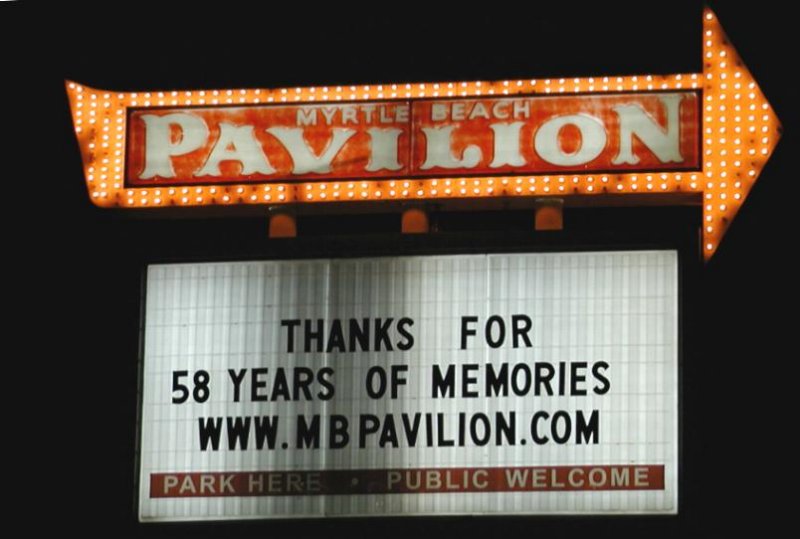 MYRTLE BEACH
PAVILION
THANKS FOR
58 YEARS OF MEMORIES
WWW.MBPAVILION.COM
PARK HERE • PUBLIC WELCOME